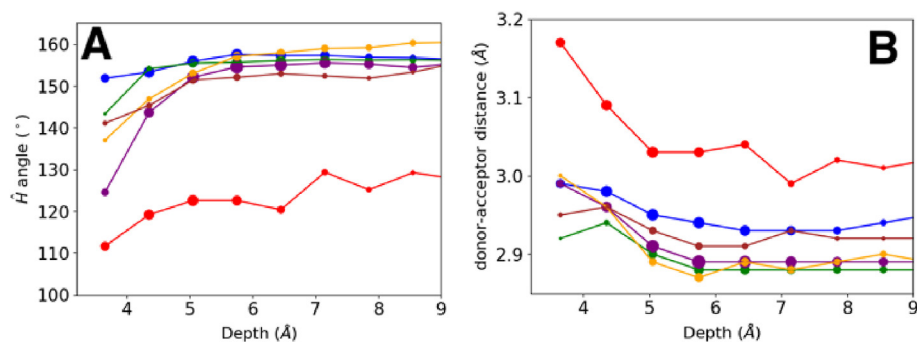 A
160
150
140
130
120
110
100
Ĥ angle (°)
4 5 6 7 8 9
Depth (Å)
B
3.2
3.1
3.0
2.9
donor-acceptor distance (Å)
4 5 6 7 8 9
Depth (Å)